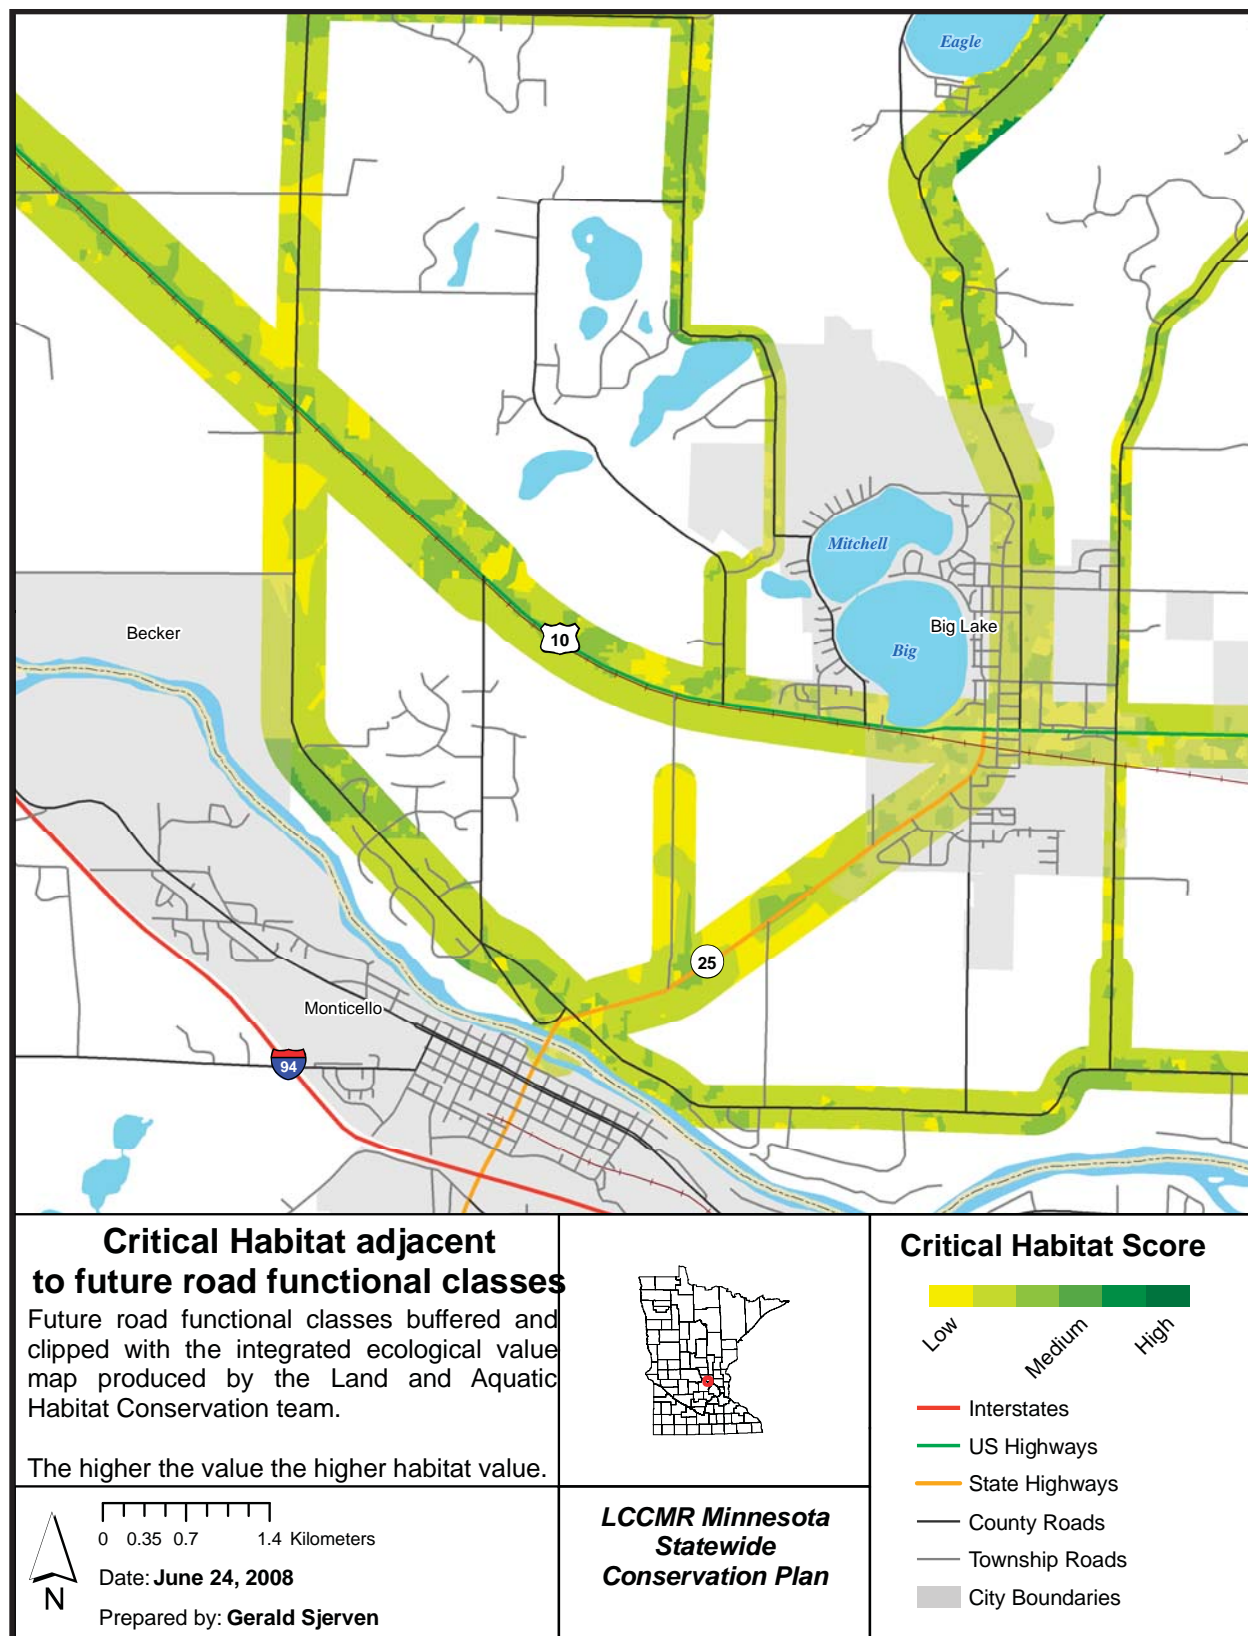 Eagle
Mitchell
Big Lake
Big
Becker
10
25
Monticello
94
Critical Habitat adjacent
to future road functional classes
Future road functional classes buffered and
clipped with the integrated ecological value
map produced by the Land and Aquatic
Habitat Conservation team.
The higher the value the higher habitat value.
0 0.35 0.7 1.4 Kilometers
N
Date: June 24, 2008
Prepared by: Gerald Sjerven
LCCMR Minnesota
Statewide
Conservation Plan
Critical Habitat Score
Low
Medium
High
Interstates
US Highways
State Highways
County Roads
Township Roads
City Boundaries